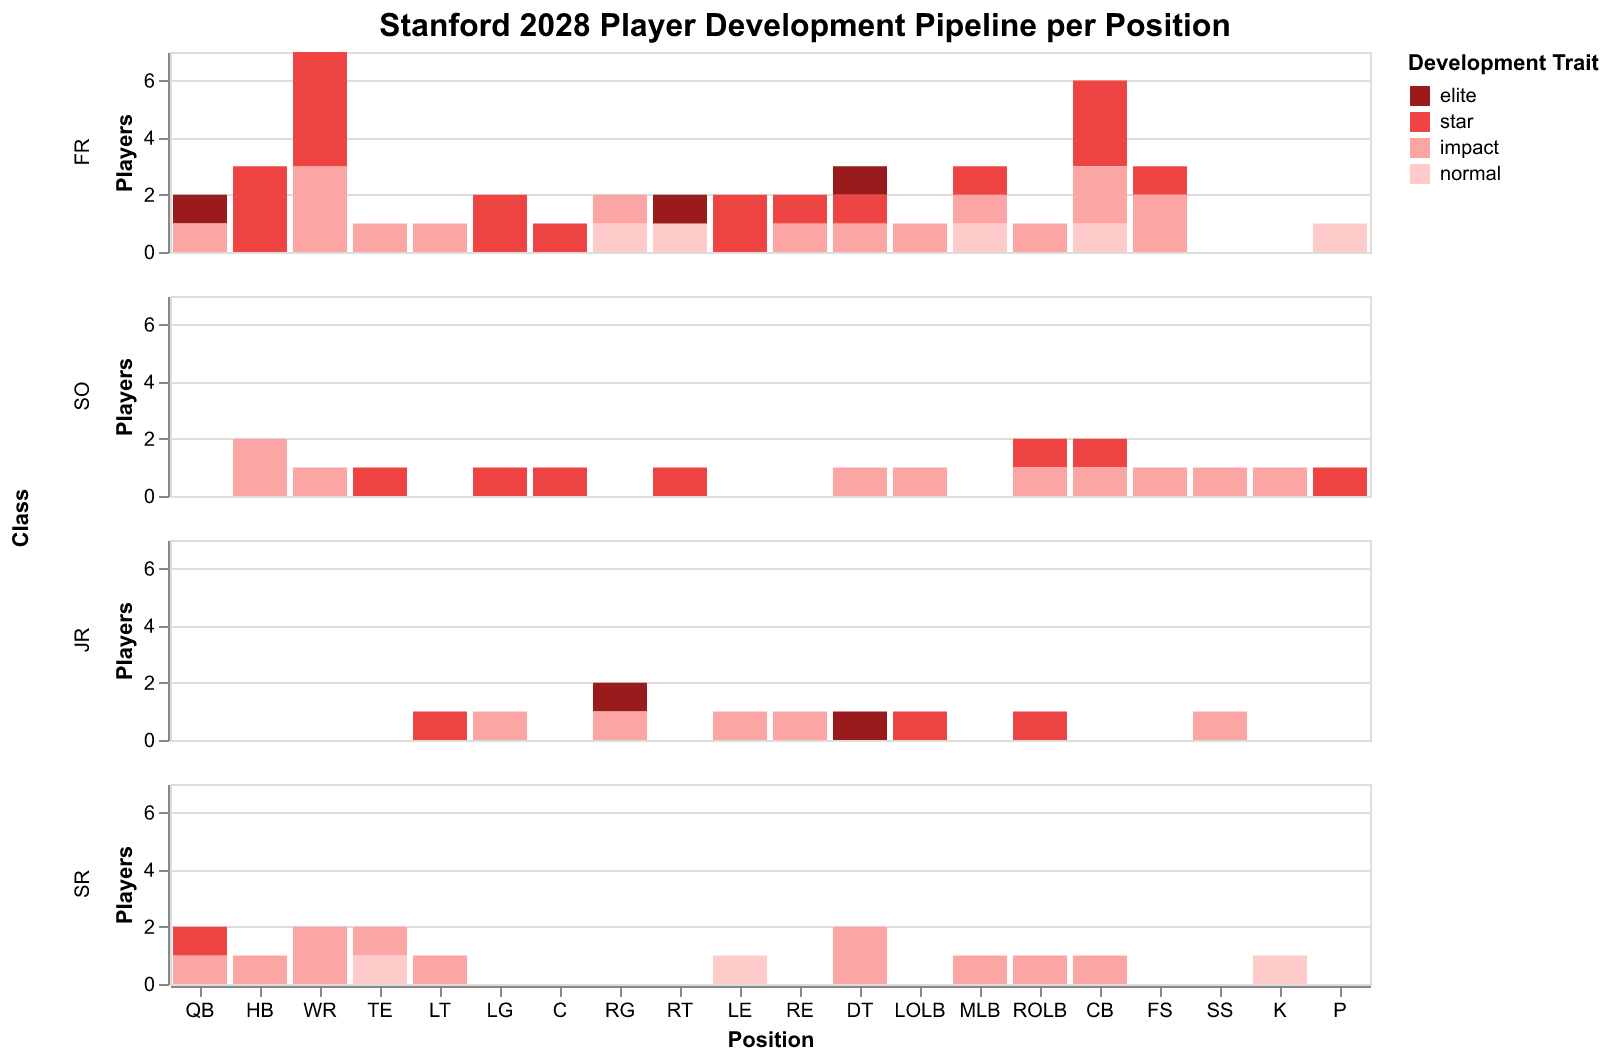 Stanford 2028 Player Development Pipeline per Position
Development Trait
elite
star
impact
normal
Class
FR
Players
6
4
2
0
SO
Players
6
4
2
0
JR
Players
6
4
2
0
SR
Players
6
4
2
0
QB HB WR TE LT LG C RG RT LE RE DT LOLB MLB ROLB CB FS SS K P
Position